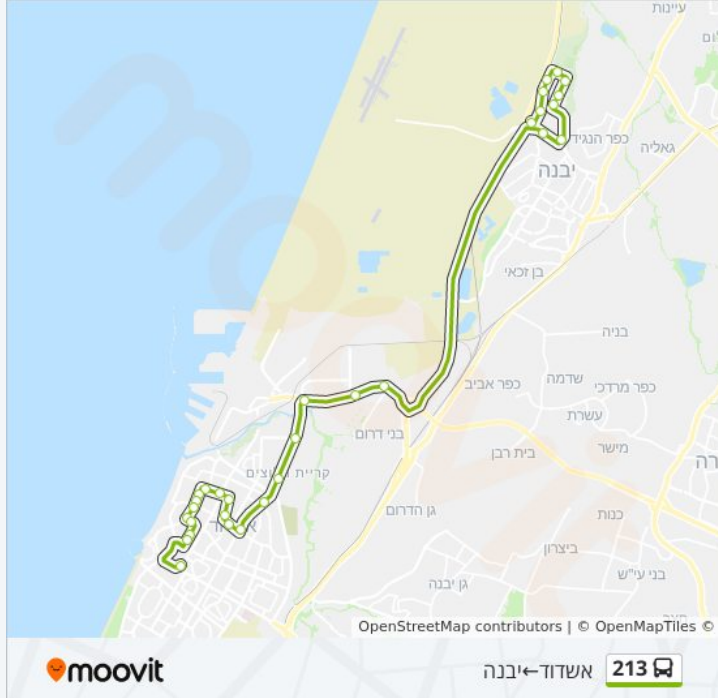 עיינות
כפר הנגיד
גאליה
יבנה
בן זכאי
בניה
כפר אביב
שדמה
כפר מרדכי
עשרת
בני דרום
מישר
בית רבן
גן הדרום
כנות
ביצרון
בני עי"ש
גן יבנה
OpenStreetMap contributors | © OpenMapTiles ©
moovit
אשדוד←יבנה
213